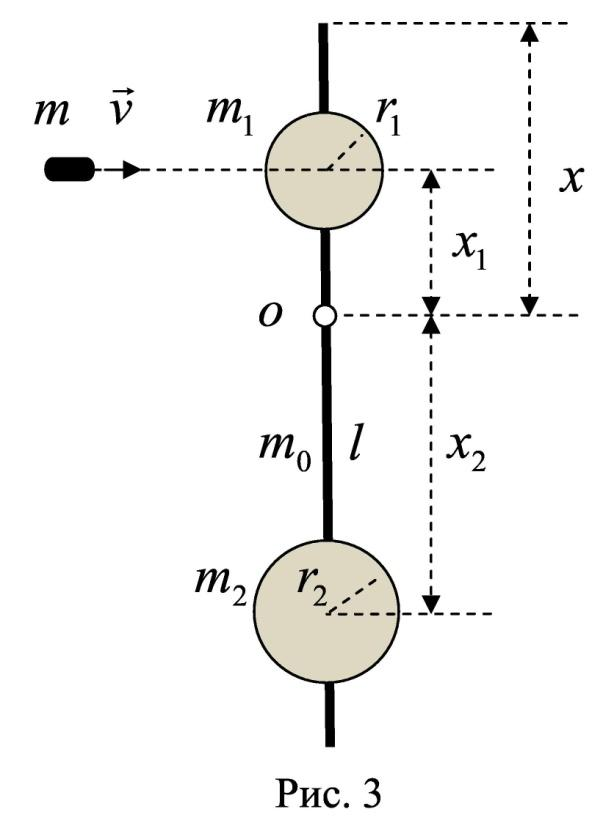 m v⃗ m₁ r₁
x
x₁
o
m₀ l x₂
m₂ r₂
Рис. 3